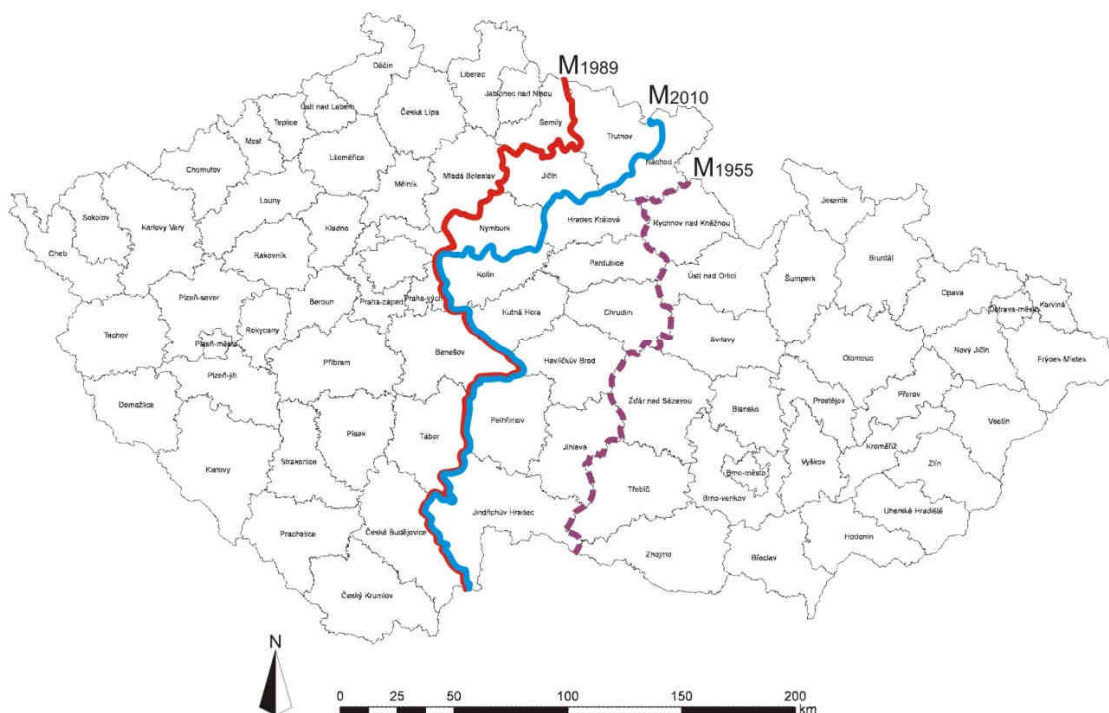 M1989
M2010
M1955
Děčín
Liberec
Jablonec nad Nisou
Ústí nad Labem
Česká Lípa
Semily
Teplice
Trutnov
Most
Litoměřice
Náchod
Chomutov
Mladá Boleslav
Jičín
Mělník
Jeseník
Louny
Sokolov
Karlovy Vary
Nymburk
Hradec Králové
Rychnov nad Kněžnou
Kladno
Cheb
Rakovník
Bruntál
Kolín
Pardubice
Ústí nad Orlicí
Šumperk
Plzeň-sever
Beroun
Praha-západ
Praha-vých
Opava
Karviná
Ostrava-město
Kutná Hora
Chrudim
Tachov
Rokycany
Plzeň-město
Svitavy
Nový Jičín
Frýdek-Místek
Benešov
Havlíčkův Brod
Olomouc
Příbram
Plzeň-jih
Domažlice
Žďár nad Sázavou
Blansko
Prostějov
Přerov
Vsetín
Pelhřimov
Písek
Tábor
Kroměříž
Jihlava
Klatovy
Strakonice
Vyškov
Zlín
Brno-město
Třebíč
Brno-venkov
Jindřichův Hradec
Uherské Hradiště
Prachatice
České Budějovice
Hodonín
Znojmo
Břeclav
Český Krumlov
N
0 25 50 100 150 200
km